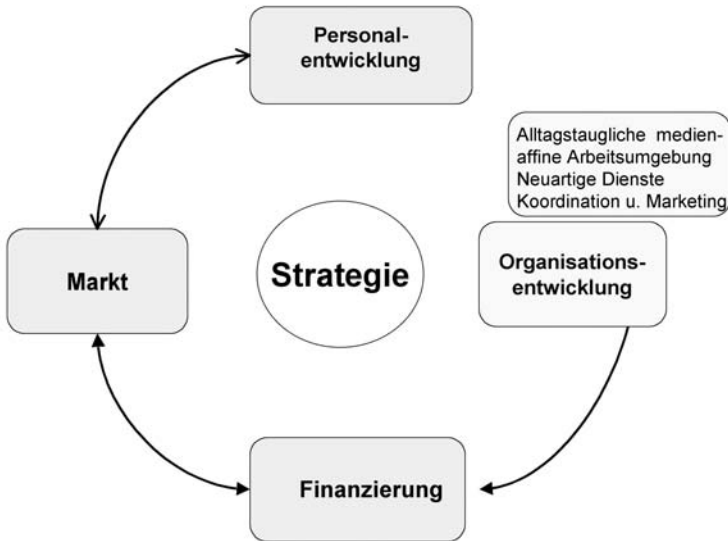 Personal-
entwicklung
Alltagstaugliche medien-
affine Arbeitsumgebung
Neuartige Dienste
Koordination u. Marketing
Markt
Strategie
Organisations-
entwicklung
Finanzierung